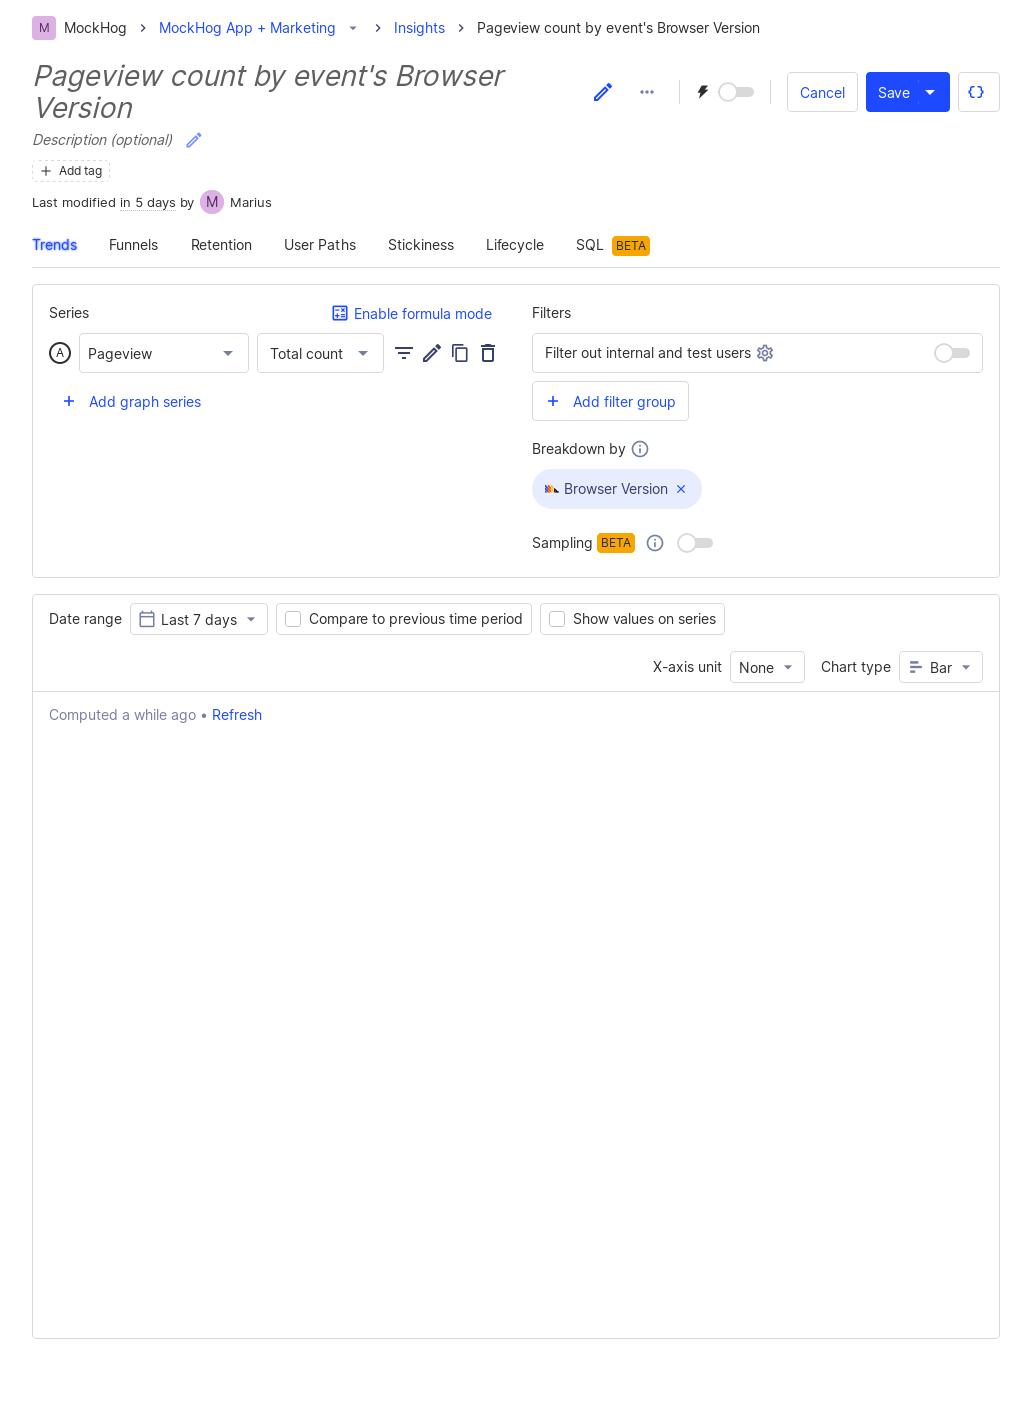 M MockHog MockHog App + Marketing Insights Pageview count by event's Browser Version
Pageview count by event's Browser
Version
Cancel Save
Description (optional)
Add tag
Last modified in 5 days by M Marius
Trends Funnels Retention User Paths Stickiness Lifecycle SQL BETA
Series Enable formula mode
A Pageview Total count
Add graph series
Filters
Filter out internal and test users
Add filter group
Breakdown by
Browser Version
Sampling BETA
Date range Last 7 days Compare to previous time period Show values on series
X-axis unit None Chart type Bar
Computed a while ago • Refresh